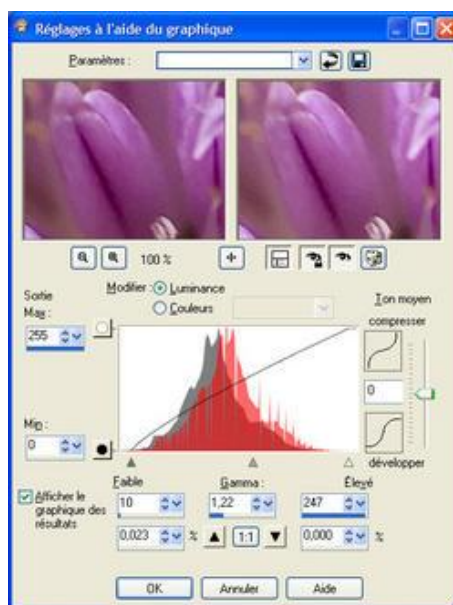 Réglages à l'aide du graphique
Paramètres :
100 %
Modifier : Luminance
Couleurs
Sortie
Max :
255
Min :
0
Ton moyen
compresser
0
développer
Afficher le
graphique des
résultats
Faible
Gamma :
Élevé
10
1,22
247
0,023 %
1:1
0,000 %
OK
Annuler
Aide